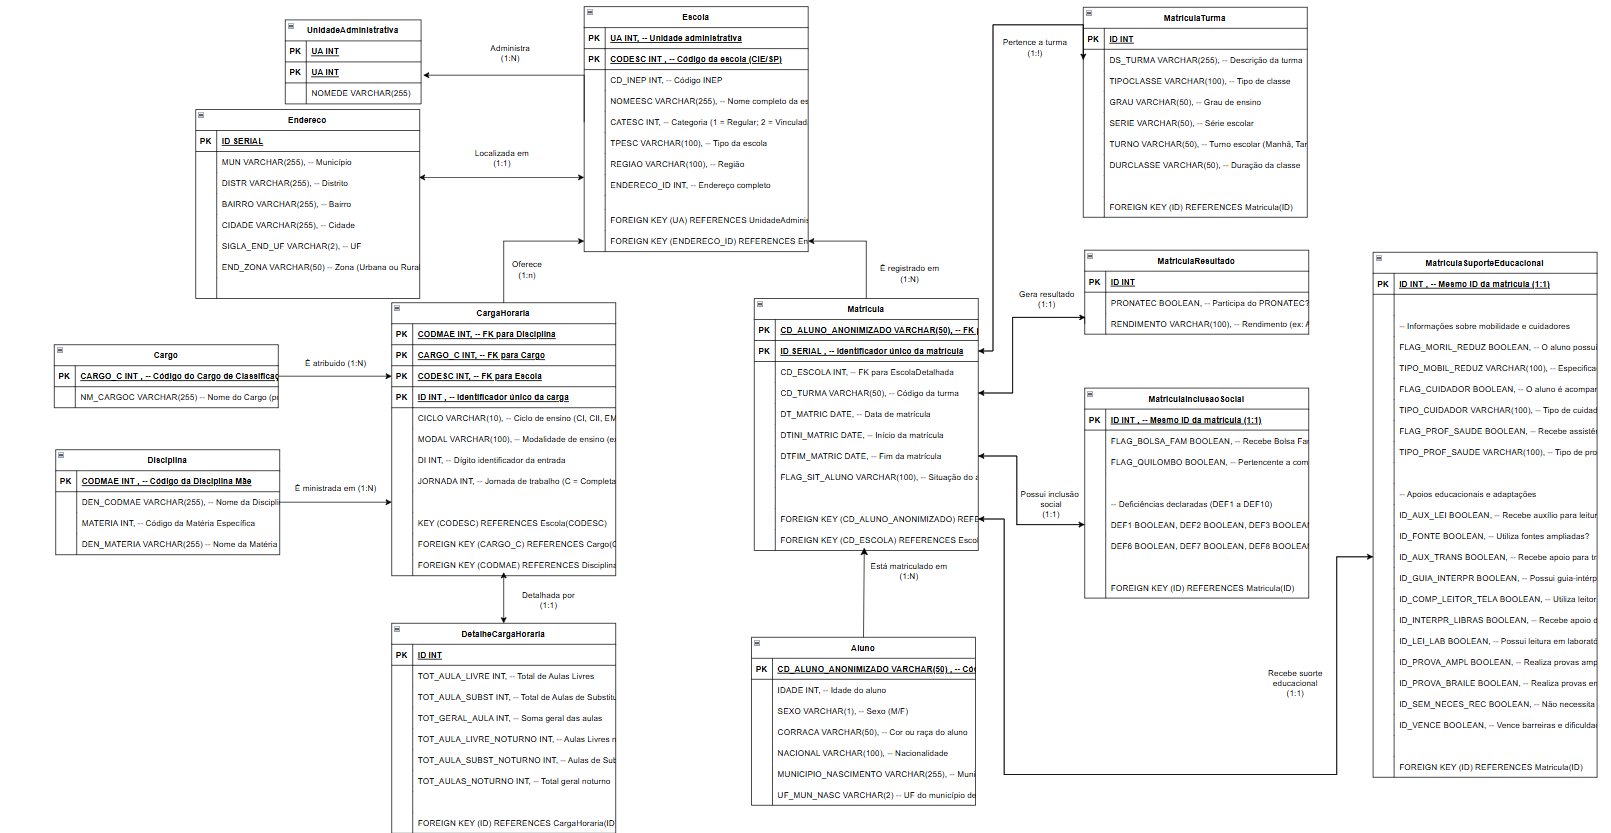 UnidadeAdministrativa
PK UA INT
PK UA INT
NOMEDE VARCHAR(255)
Administra
(1:N)
Escola
PK UA INT, -- Unidade administrativa
PK CODESC INT , -- Código da escola (CIE/SP)
CD_INEP INT, -- Código INEP
NOMEESC VARCHAR(255), -- Nome completo da es
CATESC INT, -- Categoria (1 = Regular; 2 = Vinculad
TPESC VARCHAR(100), -- Tipo da escola
REGIAO VARCHAR(100), -- Região
ENDERECO_ID INT, -- Endereço completo
FOREIGN KEY (UA) REFERENCES UnidadeAdminis
FOREIGN KEY (ENDERECO_ID) REFERENCES En
Pertence a turma
(1:!)
MatriculaTurma
PK ID INT
DS_TURMA VARCHAR(255), -- Descrição da turma
TIPOCLASSE VARCHAR(100), -- Tipo de classe
GRAU VARCHAR(50), -- Grau de ensino
SERIE VARCHAR(50), -- Série escolar
TURNO VARCHAR(50), -- Turno escolar (Manhã, Tar
DURCLASSE VARCHAR(50), -- Duração da classe
FOREIGN KEY (ID) REFERENCES Matricula(ID)
Endereco
PK ID SERIAL
MUN VARCHAR(255), -- Município
DISTR VARCHAR(255), -- Distrito
BAIRRO VARCHAR(255), -- Bairro
CIDADE VARCHAR(255), -- Cidade
SIGLA_END_UF VARCHAR(2), -- UF
END_ZONA VARCHAR(50) -- Zona (Urbana ou Rura
Localizada em
(1:1)
Oferece
(1:n)
É registrado em
(1:N)
MatriculaResultado
PK ID INT
PRONATEC BOOLEAN, -- Participa do PRONATEC?
RENDIMENTO VARCHAR(100), -- Rendimento (ex: A
Gera resultado
(1:1)
MatriculaSuporteEducacional
PK ID INT , -- Mesmo ID da matrícula (1:1)
-- Informações sobre mobilidade e cuidadores
FLAG_MORIL_REDUZ BOOLEAN, -- O aluno possui
TIPO_MOBIL_REDUZ VARCHAR(100), -- Especifica
FLAG_CUIDADOR BOOLEAN, -- O aluno é acompar
TIPO_CUIDADOR VARCHAR(100), -- Tipo de cuidad
FLAG_PROF_SAUDE BOOLEAN, -- Recebe assistê
TIPO_PROF_SAUDE VARCHAR(100), -- Tipo de pro
-- Apoios educacionais e adaptações
ID_AUX_LEI BOOLEAN, -- Recebe auxílio para leitur
ID_FONTE BOOLEAN, -- Utiliza fontes ampliadas?
ID_AUX_TRANS BOOLEAN, -- Recebe apoio para tr
ID_GUIA_INTERPR BOOLEAN, -- Possui guia-intérp
ID_COMP_LEITOR_TELA BOOLEAN, -- Utiliza leitor
ID_INTERPR_LIBRAS BOOLEAN, -- Recebe apoio d
ID_LEI_LAB BOOLEAN, -- Possui leitura em laborató
ID_PROVA_AMPL BOOLEAN, -- Realiza provas amp
ID_PROVA_BRAILE BOOLEAN, -- Realiza provas en
ID_SEM_NECES_REC BOOLEAN, -- Não necessita
ID_VENCE BOOLEAN, -- Vence barreiras e dificuldа
FOREIGN KEY (ID) REFERENCES Matricula(ID)
CargaHoraria
PK CODMAE INT, -- FK para Disciplina
PK CARGO_C INT, -- FK para Cargo
PK CODESC INT, -- FK para Escola
PK ID INT , -- Identificador único da carga
CICLO VARCHAR(10), -- Ciclo de ensino (CI, CII, EM
MODAL VARCHAR(100), -- Modalidade de ensino (ex
DI INT, -- Dígito identificador da entrada
JORNADA INT, -- Jornada de trabalho (C = Completa
KEY (CODESC) REFERENCES Escola(CODESC)
FOREIGN KEY (CARGO_C) REFERENCES Cargo(C
FOREIGN KEY (CODMAE) REFERENCES Disciplina
Matricula
PK CD_ALUNO_ANONIMIZADO VARCHAR(50), -- FK p
PK ID SERIAL , -- Identificador único da matrícula
CD_ESCOLA INT, -- FK para EscolaDetalhada
CD_TURMA VARCHAR(50), -- Código da turma
DT_MATRIC DATE, -- Data de matrícula
DTINI_MATRIC DATE, -- Início da matrícula
DTFIM_MATRIC DATE, -- Fim da matrícula
FLAG_SIT_ALUNO VARCHAR(100), -- Situação do a
FOREIGN KEY (CD_ALUNO_ANONIMIZADO) REFE
FOREIGN KEY (CD_ESCOLA) REFERENCES Escol
Cargo
PK CARGO_C INT , -- Código do Cargo de Classificaç
NM_CARGOC VARCHAR(255) -- Nome do Cargo (p
É atribuído (1:N)
Disciplina
PK CODMAE INT , -- Código da Disciplina Mãe
DEN_CODMAE VARCHAR(255), -- Nome da Discipli
MATERIA INT, -- Código da Matéria Específica
DEN_MATERIA VARCHAR(255) -- Nome da Matéria
É ministrada em (1:N)
MatriculaInclusaoSocial
PK ID INT , -- Mesmo ID da matrícula (1:1)
FLAG_BOLSA_FAM BOOLEAN, -- Recebe Bolsa Far
FLAG_QUILOMBO BOOLEAN, -- Pertencente a com
-- Deficiências declaradas (DEF1 a DEF10)
DEF1 BOOLEAN, DEF2 BOOLEAN, DEF3 BOOLEAN
DEF6 BOOLEAN, DEF7 BOOLEAN, DEF8 BOOLEAN
FOREIGN KEY (ID) REFERENCES Matricula(ID)
Possui inclusão
social
(1:1)
Está matriculado em
(1:N)
Detalhada por
(1:1)
DetalheCargaHoraria
PK ID INT
TOT_AULA_LIVRE INT, -- Total de Aulas Livres
TOT_AULA_SUBST INT, -- Total de Aulas de Substitu
TOT_GERAL_AULA INT, -- Soma geral das aulas
TOT_AULA_LIVRE_NOTURNO INT, -- Aulas Livres n
TOT_AULA_SUBST_NOTURNO INT, -- Aulas de Sub
TOT_AULAS_NOTURNO INT, -- Total geral noturno
FOREIGN KEY (ID) REFERENCES CargaHoraria(ID
Aluno
PK CD_ALUNO_ANONIMIZADO VARCHAR(50) , -- Cód
IDADE INT, -- Idade do aluno
SEXO VARCHAR(1), -- Sexo (M/F)
CORRACA VARCHAR(50), -- Cor ou raça do aluno
NACIONAL VARCHAR(100), -- Nacionalidade
MUNICIPIO_NASCIMENTO VARCHAR(255), -- Muni
UF_MUN_NASC VARCHAR(2) -- UF do município de
Recebe suorte
educacional
(1:1)